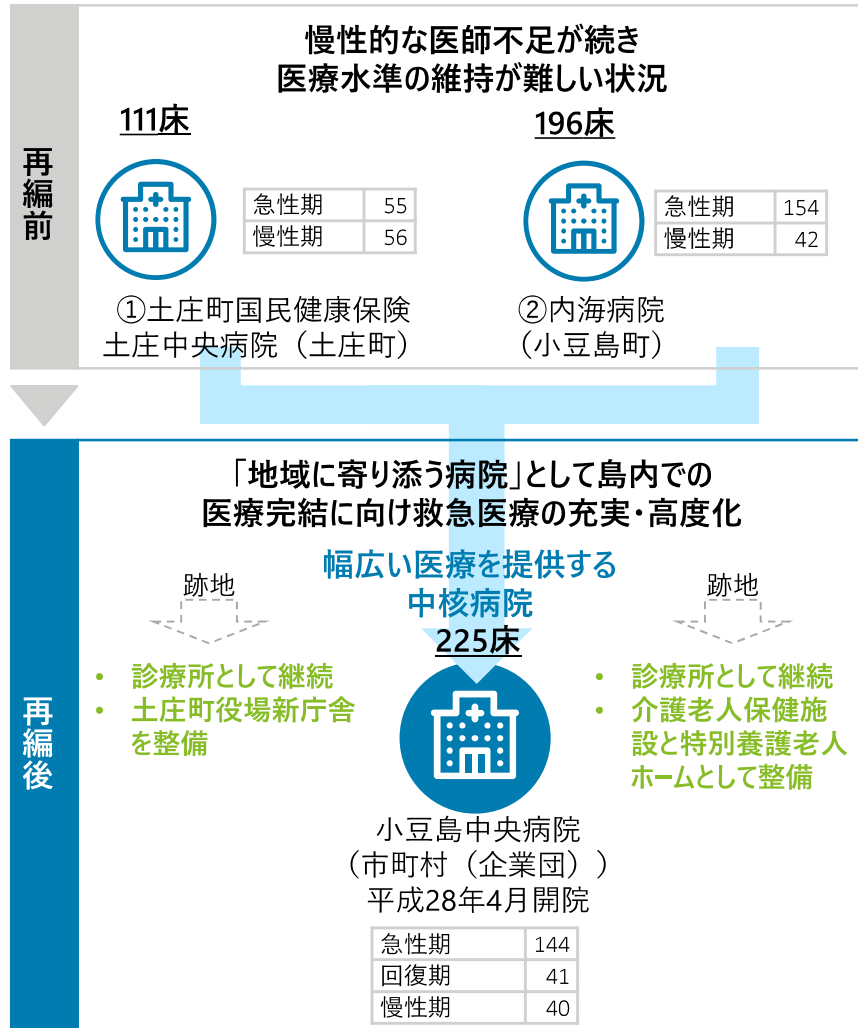 再編前
慢性的な医師不足が続き
医療水準の維持が難しい状況
111床
急性期 55
慢性期 56
①土庄町国民健康保険
土庄中央病院（土庄町）
196床
急性期 154
慢性期 42
②内海病院
（小豆島町）
再編後
「地域に寄り添う病院」として島内での
医療完結に向け救急医療の充実・高度化
幅広い医療を提供する
中核病院
225床
跡地
• 診療所として継続
• 土庄町役場新庁舎
を整備
跡地
• 診療所として継続
• 介護老人保健施
設と特別養護老人
ホームとして整備
小豆島中央病院
（市町村（企業団））
平成28年4月開院
急性期 144
回復期 41
慢性期 40